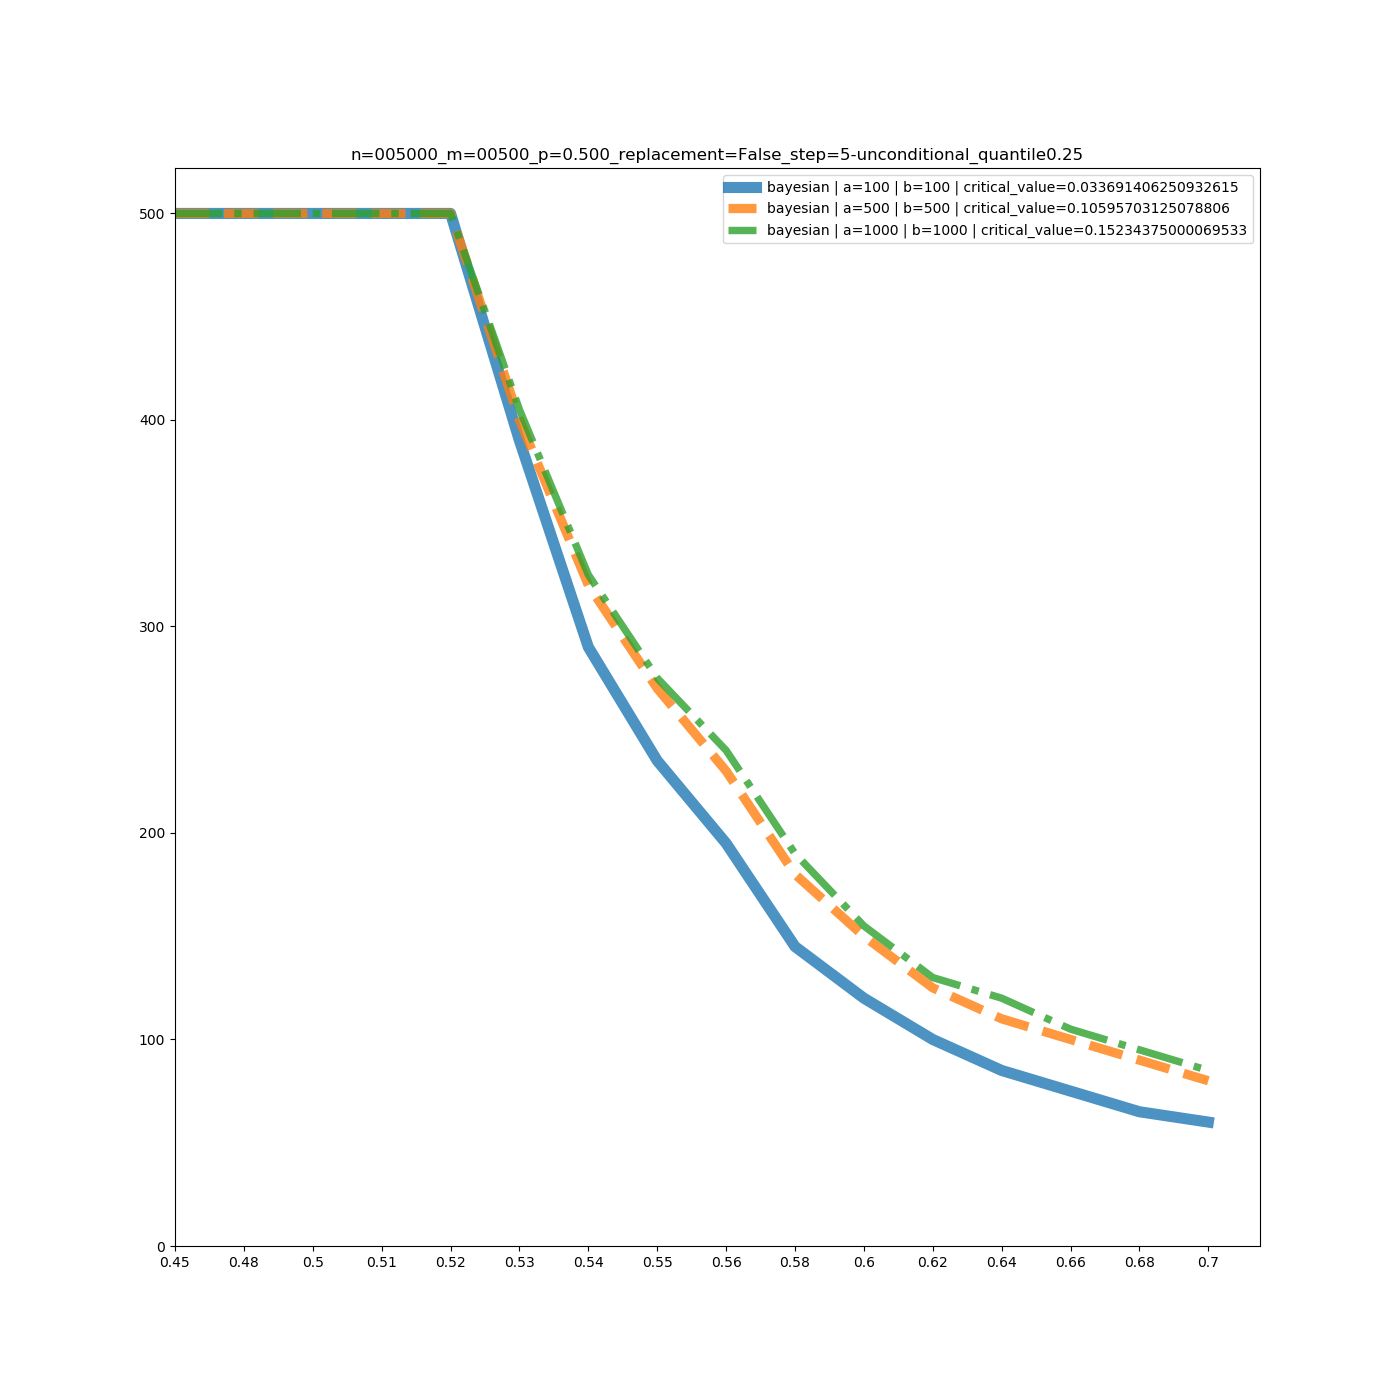 n=005000_m=00500_p=0.500_replacement=False_step=5-unconditional_quantile0.25
bayesian | a=100 | b=100 | critical_value=0.033691406250932615
bayesian | a=500 | b=500 | critical_value=0.10595703125078806
bayesian | a=1000 | b=1000 | critical_value=0.15234375000069533
500
400
300
200
100
0
0.45 0.48 0.5 0.51 0.52 0.53 0.54 0.55 0.56 0.58 0.6 0.62 0.64 0.66 0.68 0.7